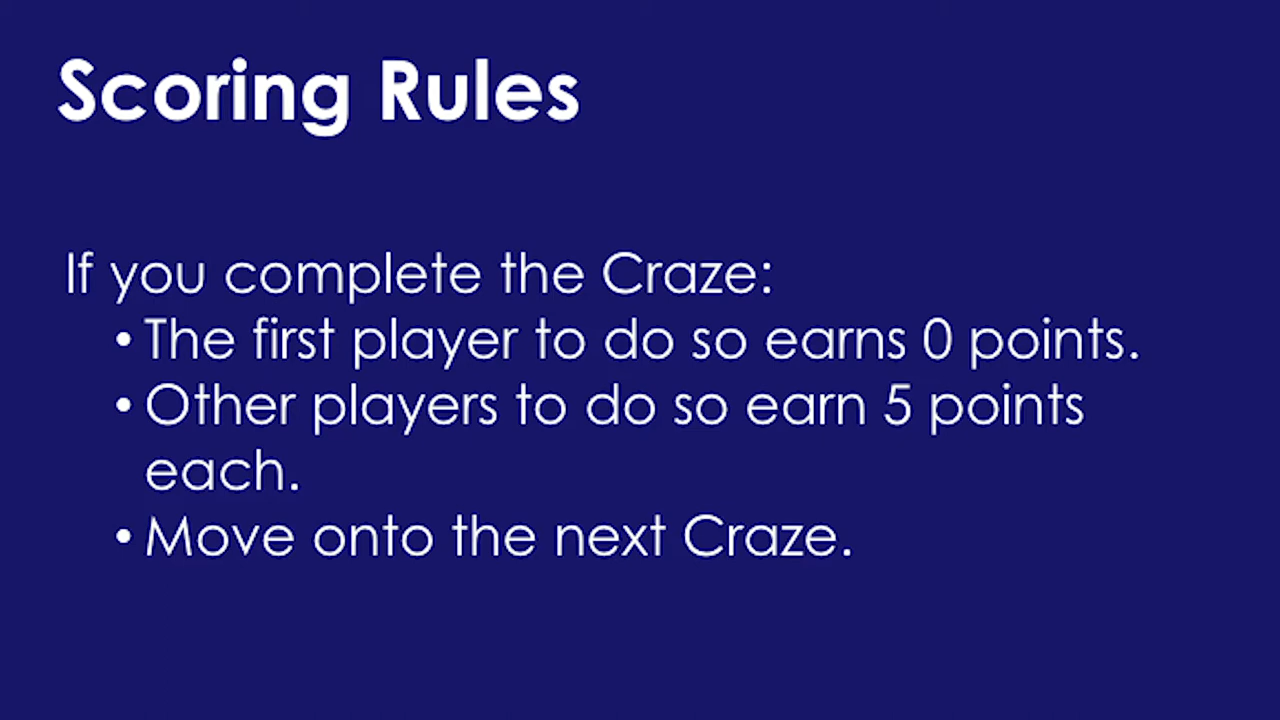 Scoring Rules
If you complete the Craze:
• The first player to do so earns 0 points.
• Other players to do so earn 5 points
each.
• Move onto the next Craze.